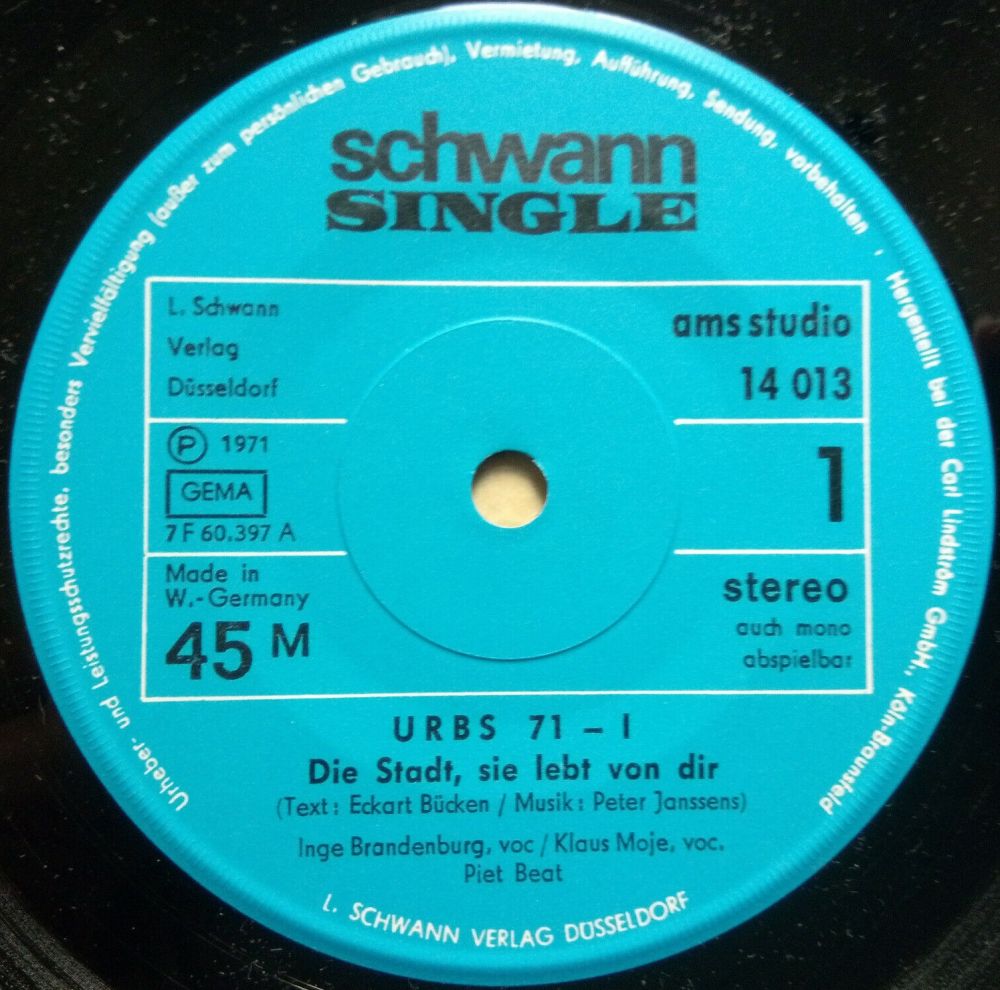 Urheber- und Leistungsschutzrechte, besonders Vervielfältigung (außer zum persönlichen Gebrauch), Vermietung, Aufführung, Sendung, vorbehalten · Hergestellt bei der Carl Lindström GmbH., Köln-Braunsfeld
schwann
SINGLE
L. Schwann
Verlag
Düsseldorf
ams studio
14 013
Ⓟ 1971
GEMA
7 F 60.397 A
1
Made in
W.-Germany
45 M
stereo
auch mono
abspielbar
URBS 71 – I
Die Stadt, sie lebt von dir
(Text: Eckart Bücken / Musik: Peter Janssens)
Inge Brandenburg, voc / Klaus Moje, voc.
Piet Beat
L. SCHWANN VERLAG DÜSSELDORF